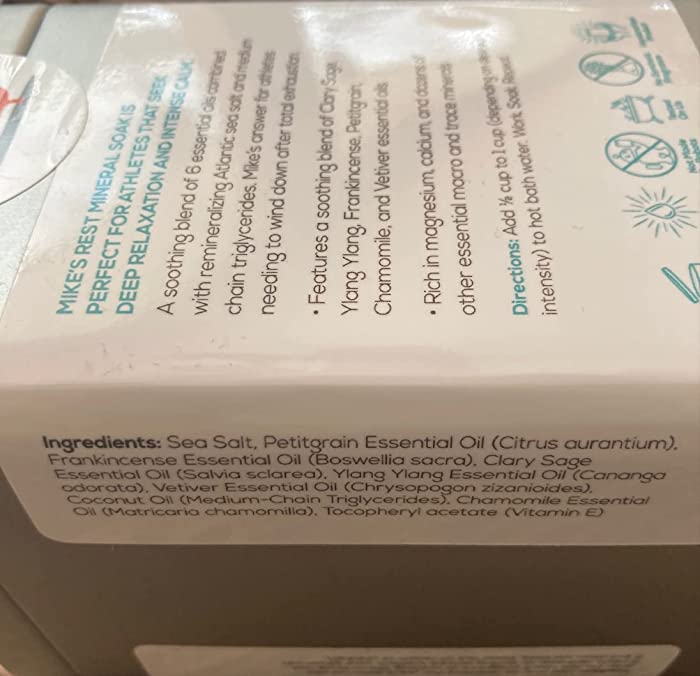 MIKE'S REST MINERAL SOAK IS
PERFECT FOR ATHLETES THAT SEEK
DEEP RELAXATION AND INTENSE CALM.
A soothing blend of 6 essential oils combined
with remineralizing Atlantic sea salt and medium
chain triglycerides. Mike's answer for athletes
needing to wind down after total exhaustion.
• Features a soothing blend of Clary Sage,
Ylang Ylang, Frankincense, Petitgrain,
Chamomile, and Vetiver essential oils
• Rich in magnesium, calcium, and dozens of
other essential macro and trace minerals
Directions: Add ½ cup to 1 cup (depending on
intensity) to hot bath water. Work Soak
Ingredients: Sea Salt, Petitgrain Essential Oil (Citrus aurantium),
Frankincense Essential Oil (Boswellia sacra), Clary Sage
Essential Oil (Salvia sclarea), Ylang Ylang Essential Oil (Cananga
odorata), Vetiver Essential Oil (Chrysopogon zizanioides),
Coconut Oil (Medium-Chain Triglycerides), Chamomile Essential
Oil (Matricaria chamomilla), Tocopheryl acetate (Vitamin E)